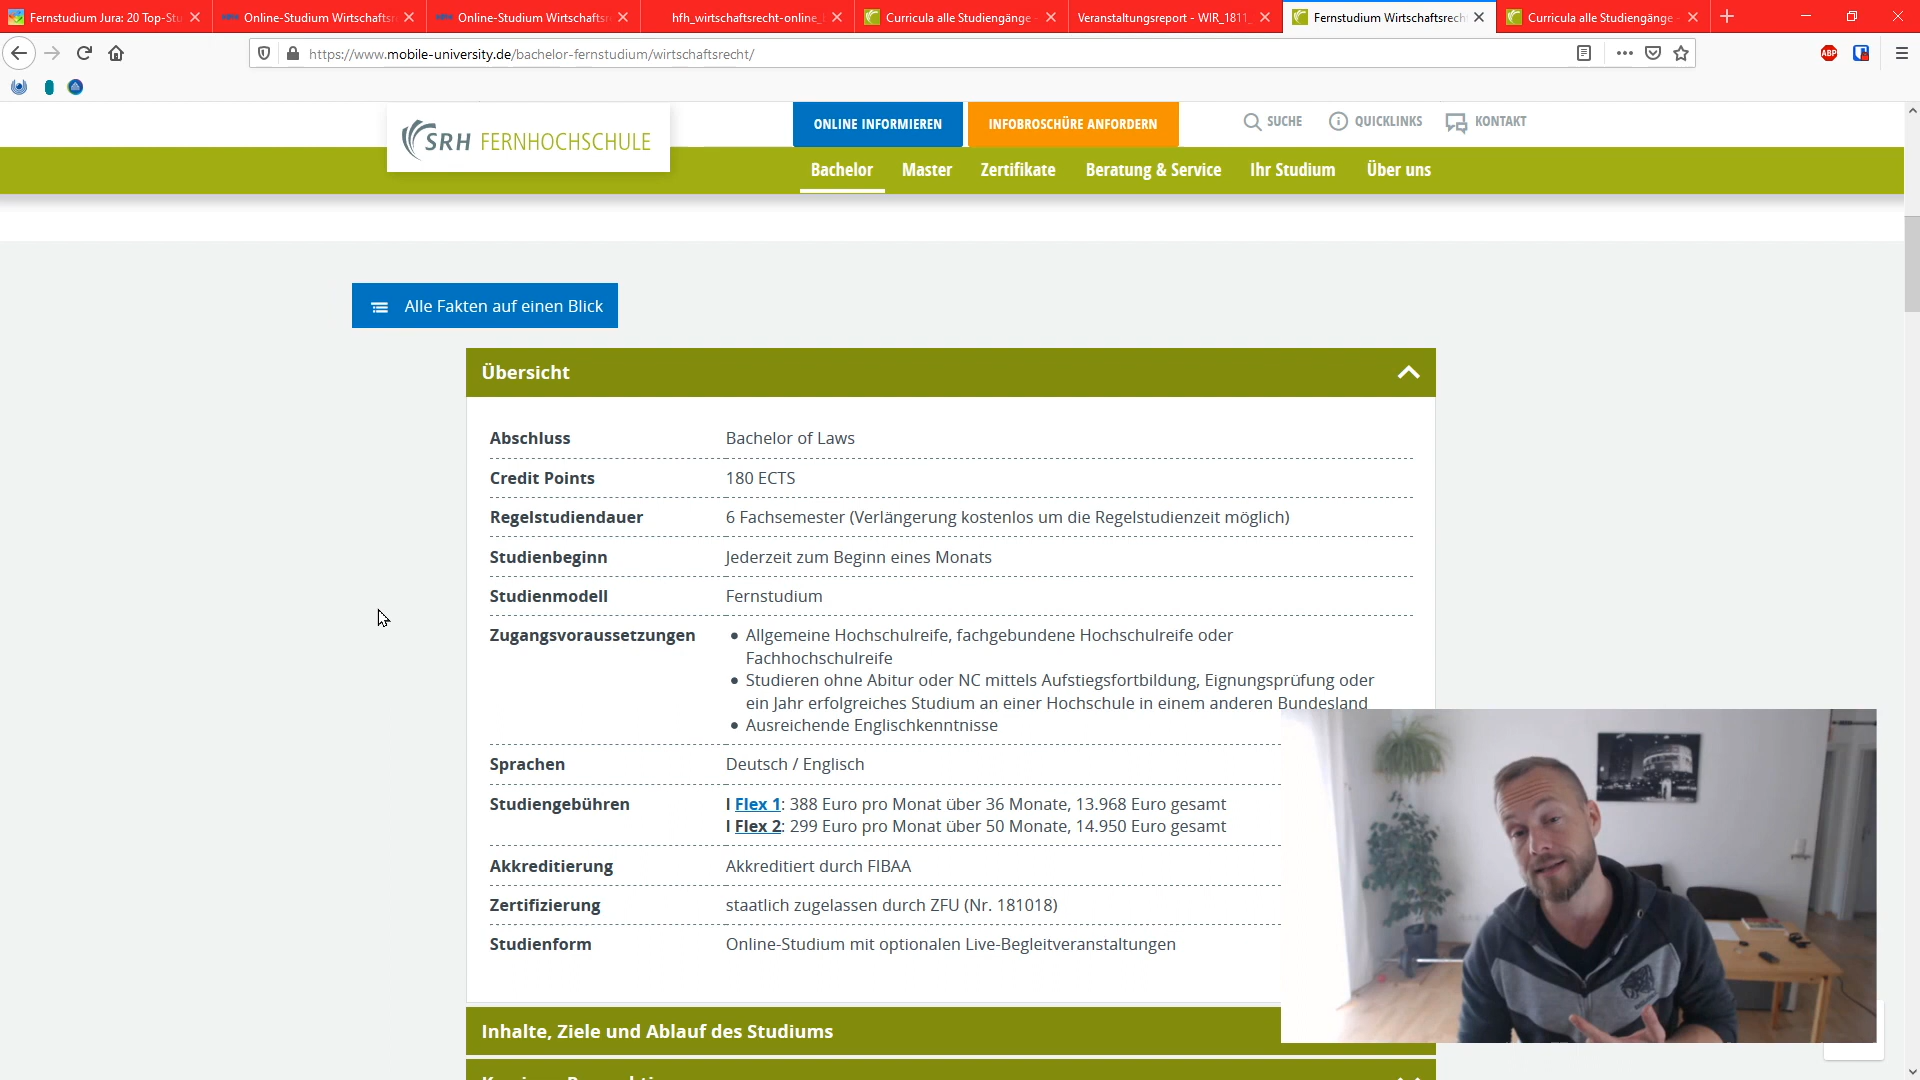 Fernstudium Jura: 20 Top-Stu
Online-Studium Wirtschaftsr
Online-Studium Wirtschaftsr
hfh_wirtschaftsrecht-online_
Curricula alle Studiengänge -
Veranstaltungsreport - WIR_1811_
Fernstudium Wirtschaftsrech
Curricula alle Studiengänge -
https://www.mobile-university.de/bachelor-fernstudium/wirtschaftsrecht/
ABP
SRH FERNHOCHSCHULE
ONLINE INFORMIEREN
INFOBROSCHÜRE ANFORDERN
SUCHE
QUICKLINKS
KONTAKT
Bachelor
Master
Zertifikate
Beratung & Service
Ihr Studium
Über uns
Alle Fakten auf einen Blick
Übersicht
Abschluss Bachelor of Laws
Credit Points 180 ECTS
Regelstudiendauer 6 Fachsemester (Verlängerung kostenlos um die Regelstudienzeit möglich)
Studienbeginn Jederzeit zum Beginn eines Monats
Studienmodell Fernstudium
Zugangsvoraussetzungen • Allgemeine Hochschulreife, fachgebundene Hochschulreife oder
Fachhochschulreife
• Studieren ohne Abitur oder NC mittels Aufstiegsfortbildung, Eignungsprüfung oder
ein Jahr erfolgreiches Studium an einer Hochschule in einem anderen Bundesland
• Ausreichende Englischkenntnisse
Sprachen Deutsch / Englisch
Studiengebühren I Flex 1: 388 Euro pro Monat über 36 Monate, 13.968 Euro gesamt
I Flex 2: 299 Euro pro Monat über 50 Monate, 14.950 Euro gesamt
Akkreditierung Akkreditiert durch FIBAA
Zertifizierung staatlich zugelassen durch ZFU (Nr. 181018)
Studienform Online-Studium mit optionalen Live-Begleitveranstaltungen
Inhalte, Ziele und Ablauf des Studiums